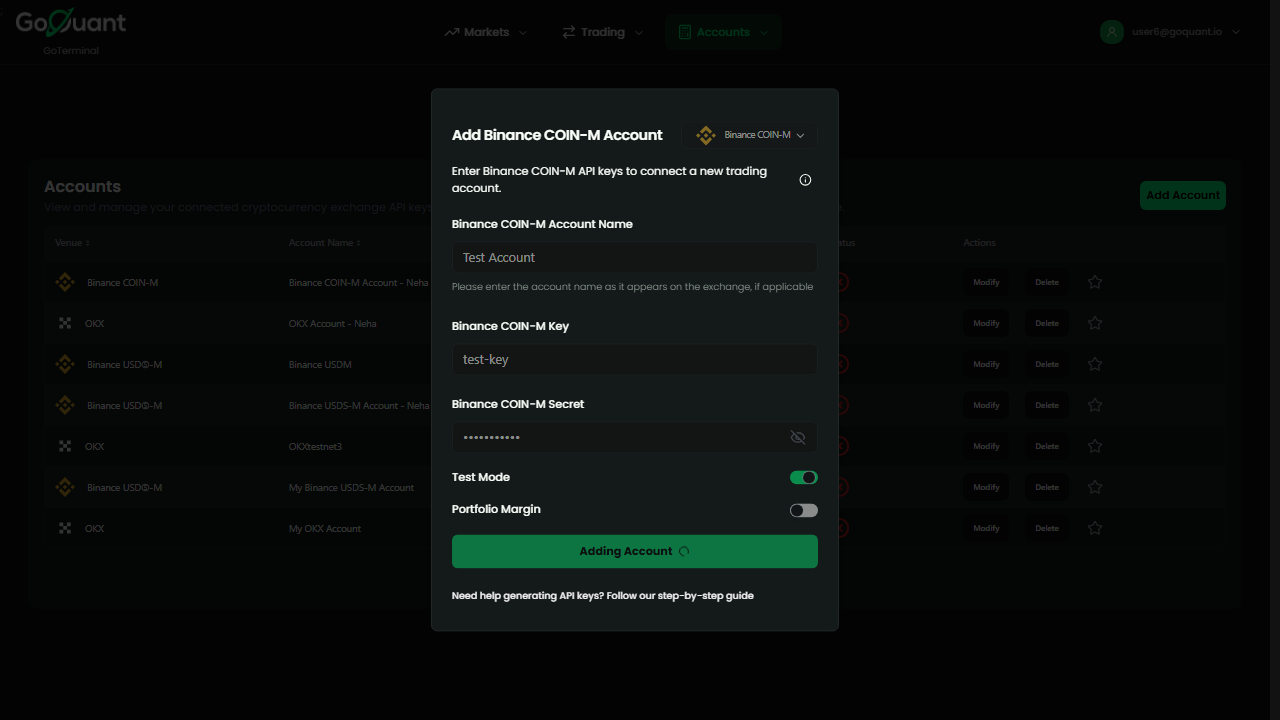 GoQuant
GoTerminal
Markets
Trading
Accounts
user6@goquant.io
Add Binance COIN-M Account
Binance COIN-M
Enter Binance COIN-M API keys to connect a new trading
account.
Binance COIN-M Account Name
Test Account
Please enter the account name as it appears on the exchange, if applicable
Binance COIN-M Key
test-key
Binance COIN-M Secret
•••••••••••
Test Mode
Portfolio Margin
Adding Account
Need help generating API keys? Follow our step-by-step guide
Accounts
View and manage your connected cryptocurrency exchange API keys
Add Account
Venue
Account Name
Actions
Binance COIN-M
Binance COIN-M Account - Neha
Modify
Delete
OKX
OKX Account - Neha
Modify
Delete
Binance USD©-M
Binance USDM
Modify
Delete
Binance USD©-M
Binance USDS-M Account - Neha
Modify
Delete
OKX
OKXtestnet3
Modify
Delete
Binance USD©-M
My Binance USDS-M Account
Modify
Delete
OKX
My OKX Account
Modify
Delete